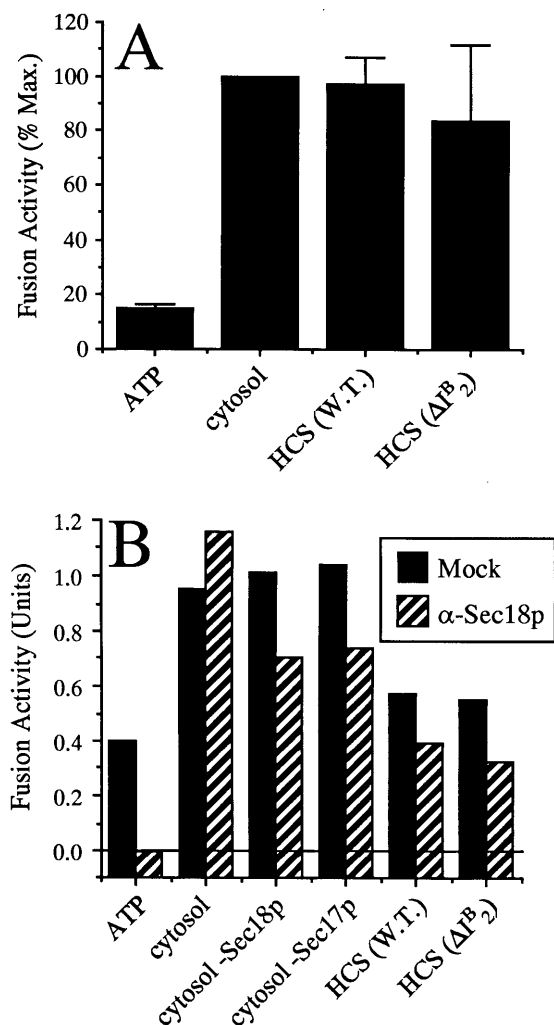 A
Fusion Activity (% Max.)
120
100
80
60
40
20
0
ATP
cytosol
HCS (W.T.)
HCS (ΔI^B_2)
B
Fusion Activity (Units)
1.2
1.0
0.8
0.6
0.4
0.2
0.0
Mock
α-Sec18p
ATP
cytosol
cytosol -Sec18p
cytosol -Sec17p
HCS (W.T.)
HCS (ΔI^B_2)